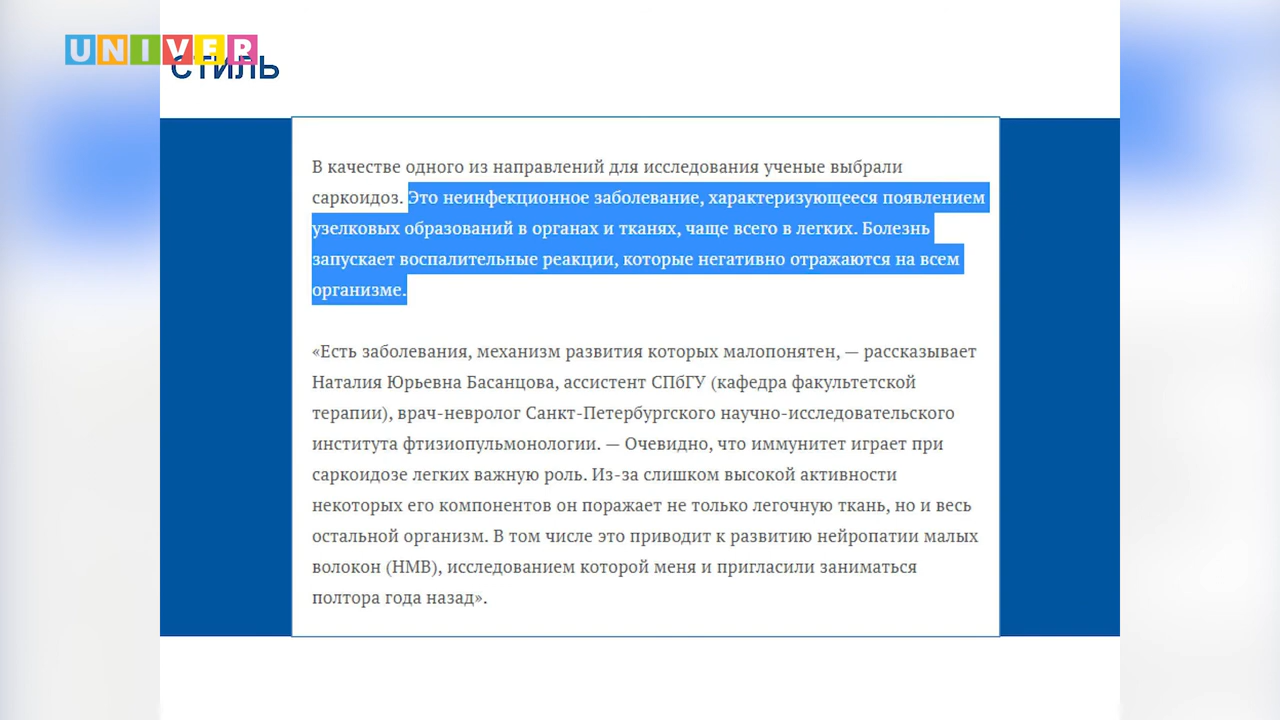 UNIVER
СТИЛЬ
В качестве одного из направлений для исследования ученые выбрали
саркоидоз. Это неинфекционное заболевание, характеризующееся появлением
узелковых образований в органах и тканях, чаще всего в легких. Болезнь
запускает воспалительные реакции, которые негативно отражаются на всем
организме.
«Есть заболевания, механизм развития которых малопонятен, — рассказывает
Наталия Юрьевна Басанцова, ассистент СПбГУ (кафедра факультетской
терапии), врач-невролог Санкт-Петербургского научно-исследовательского
института фтизиопульмонологии. — Очевидно, что иммунитет играет при
саркоидозе легких важную роль. Из-за слишком высокой активности
некоторых его компонентов он поражает не только легочную ткань, но и весь
остальной организм. В том числе это приводит к развитию нейропатии малых
волокон (НМВ), исследованием которой меня и пригласили заниматься
полтора года назад».